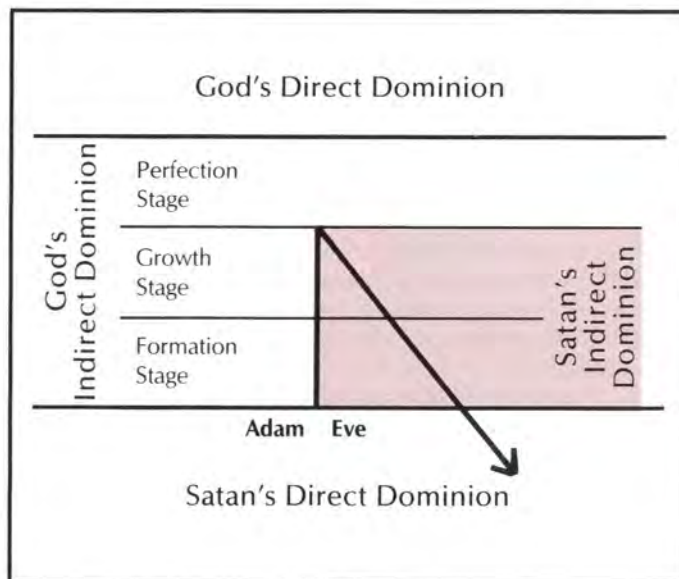 God's Direct Dominion
God's
Indirect Dominion
Perfection
Stage
Growth
Stage
Formation
Stage
Satan's
Indirect
Dominion
Adam
Eve
Satan's Direct Dominion